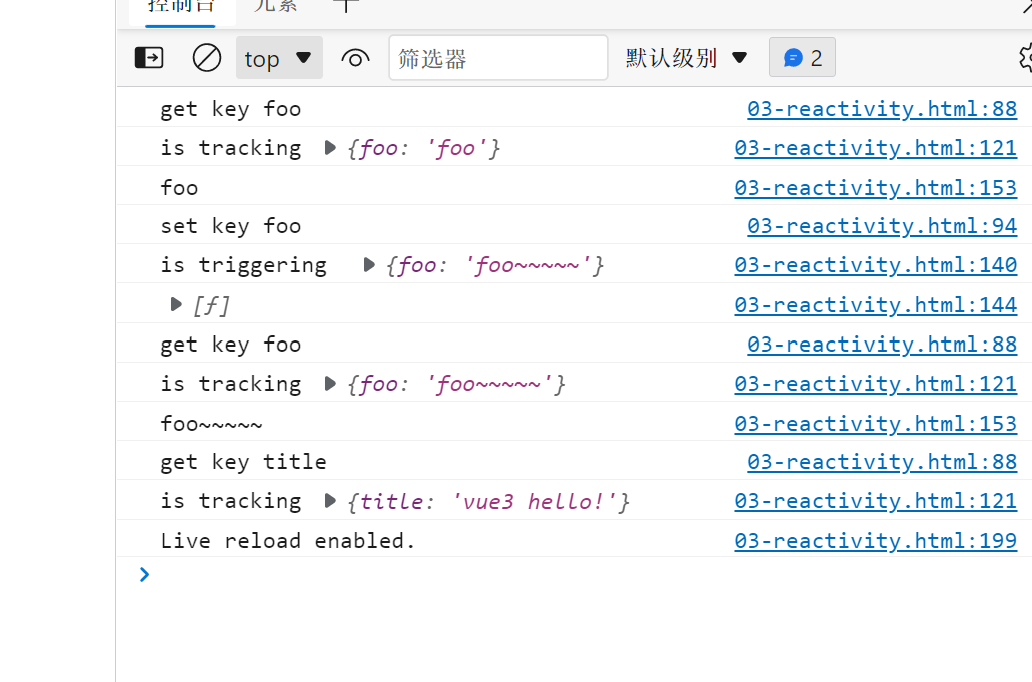 控制台 元素
top 筛选器 默认级别 2
get key foo 03-reactivity.html:88
is tracking ▶ {foo: 'foo'} 03-reactivity.html:121
foo 03-reactivity.html:153
set key foo 03-reactivity.html:94
is triggering ▶ {foo: 'foo~~~~~'} 03-reactivity.html:140
▶ [ƒ] 03-reactivity.html:144
get key foo 03-reactivity.html:88
is tracking ▶ {foo: 'foo~~~~~'} 03-reactivity.html:121
foo~~~~~ 03-reactivity.html:153
get key title 03-reactivity.html:88
is tracking ▶ {title: 'vue3 hello!'} 03-reactivity.html:121
Live reload enabled. 03-reactivity.html:199